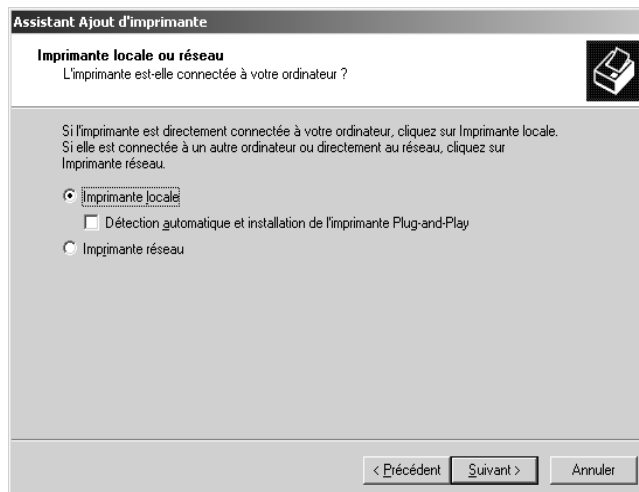 Assistant Ajout d'imprimante
Imprimante locale ou réseau
L'imprimante est-elle connectée à votre ordinateur ?
Si l'imprimante est directement connectée à votre ordinateur, cliquez sur Imprimante locale.
Si elle est connectée à un autre ordinateur ou directement au réseau, cliquez sur
Imprimante réseau.
Imprimante locale
Détection automatique et installation de l'imprimante Plug-and-Play
Imprimante réseau
< Précédent Suivant > Annuler